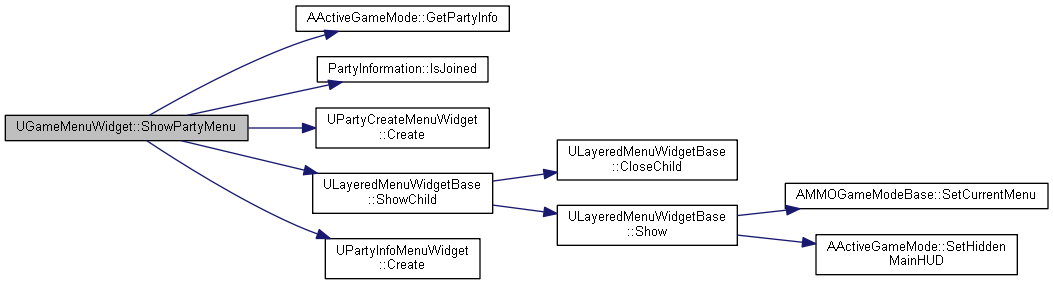 AActiveGameMode::GetPartyInfo
PartyInformation::IsJoined
UGameMenuWidget::ShowPartyMenu
UPartyCreateMenuWidget
::Create
ULayeredMenuWidgetBase
::CloseChild
ULayeredMenuWidgetBase
::ShowChild
AMMOGameModeBase::SetCurrentMenu
ULayeredMenuWidgetBase
::Show
AActiveGameMode::SetHidden
MainHUD
UPartyInfoMenuWidget
::Create